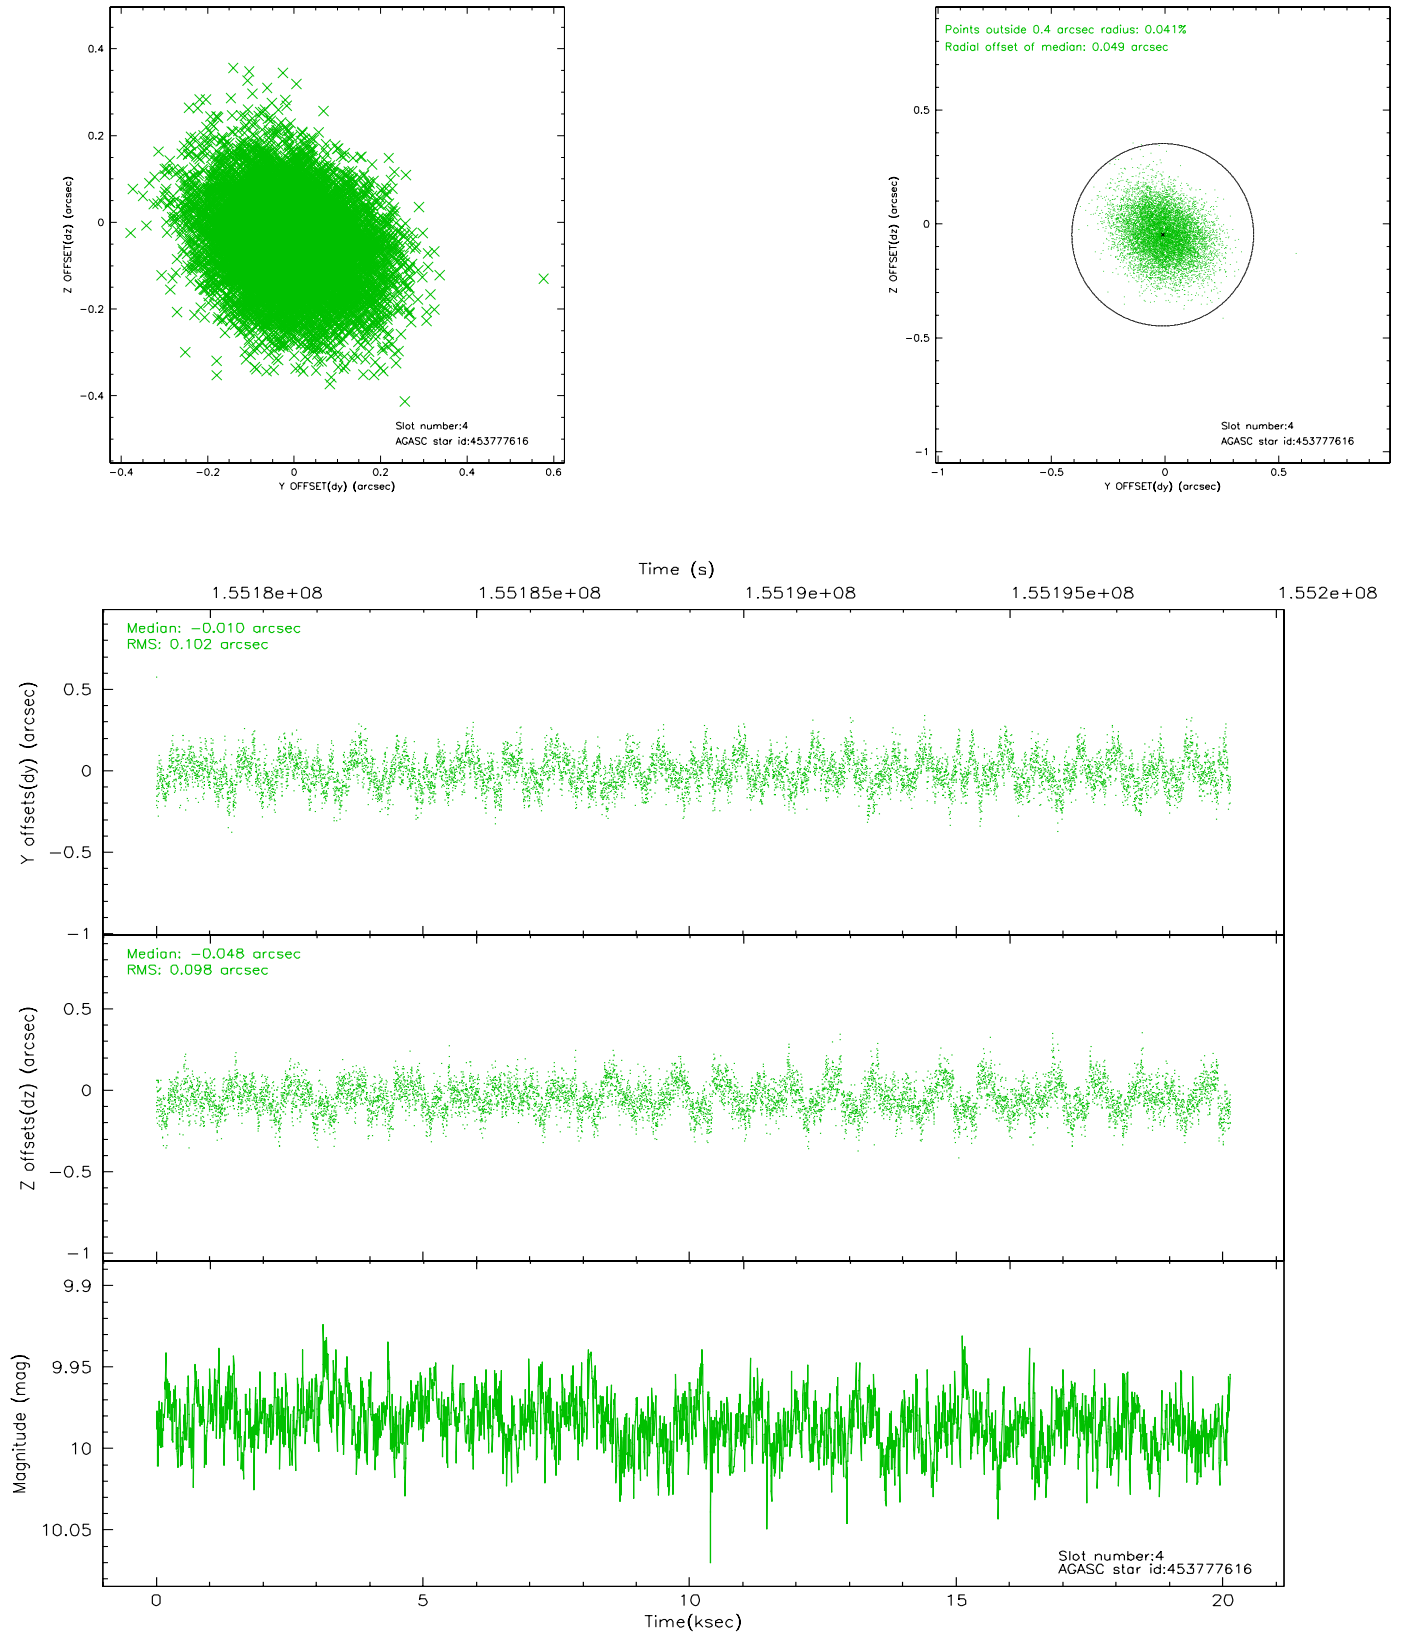 0.4
0.2
0
−0.2
−0.4
Z OFFSET(dz) (arcsec)
Slot number:4
AGASC star id:453777616
−0.4
−0.2
0
0.2
0.4
0.6
Y OFFSET(dy) (arcsec)
Points outside 0.4 arcsec radius: 0.041%
Radial offset of median: 0.049 arcsec
0.5
0
−0.5
−1
Z OFFSET(dz) (arcsec)
Slot number:4
AGASC star id:453777616
−1
−0.5
0
0.5
Y OFFSET(dy) (arcsec)
Time (s)
1.5518e+08
1.55185e+08
1.5519e+08
1.55195e+08
1.552e+08
Median: −0.010 arcsec
RMS: 0.102 arcsec
0.5
0
−0.5
−1
Y offsets(dy) (arcsec)
Median: −0.048 arcsec
RMS: 0.098 arcsec
0.5
0
−0.5
−1
Z offsets(dz) (arcsec)
9.9
9.95
10
10.05
Magnitude (mag)
Slot number:4
AGASC star id:453777616
0
5
10
15
20
Time(ksec)